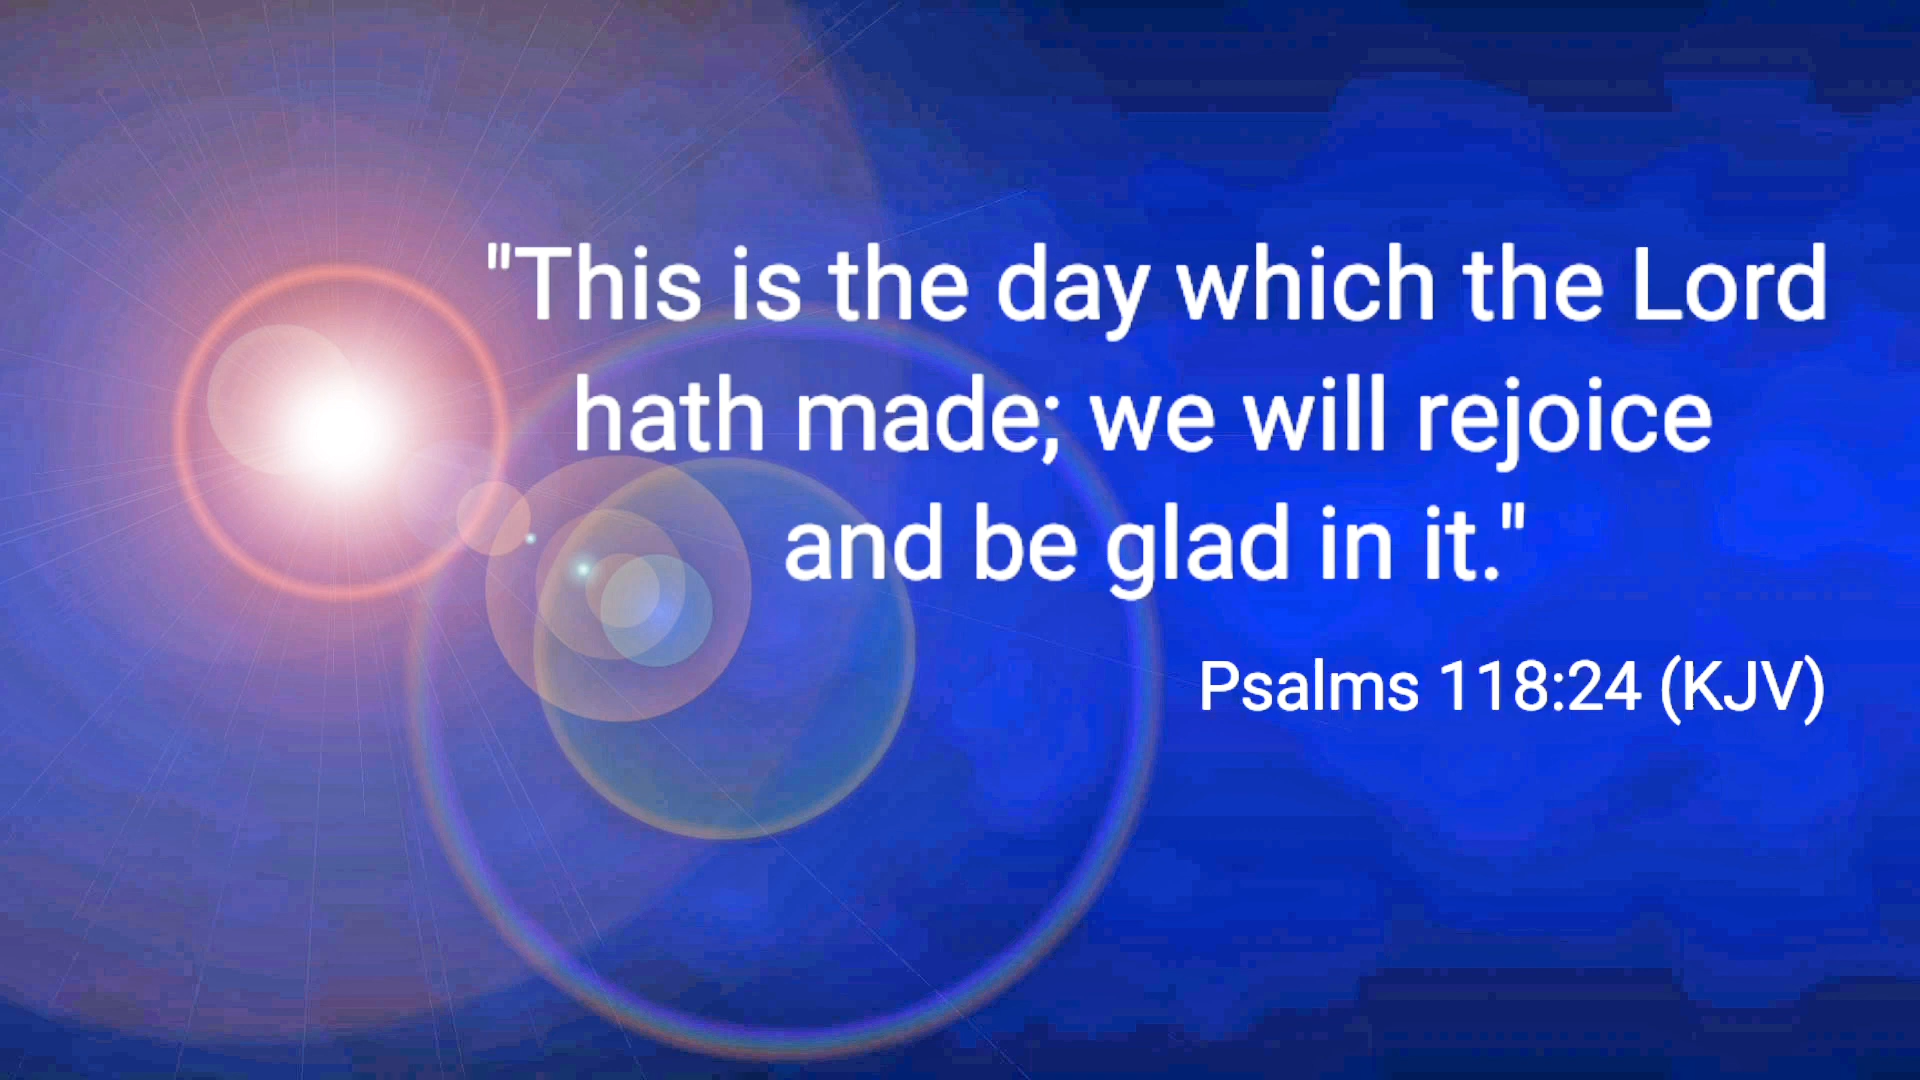 "This is the day which the Lord
hath made; we will rejoice
and be glad in it."
Psalms 118:24 (KJV)